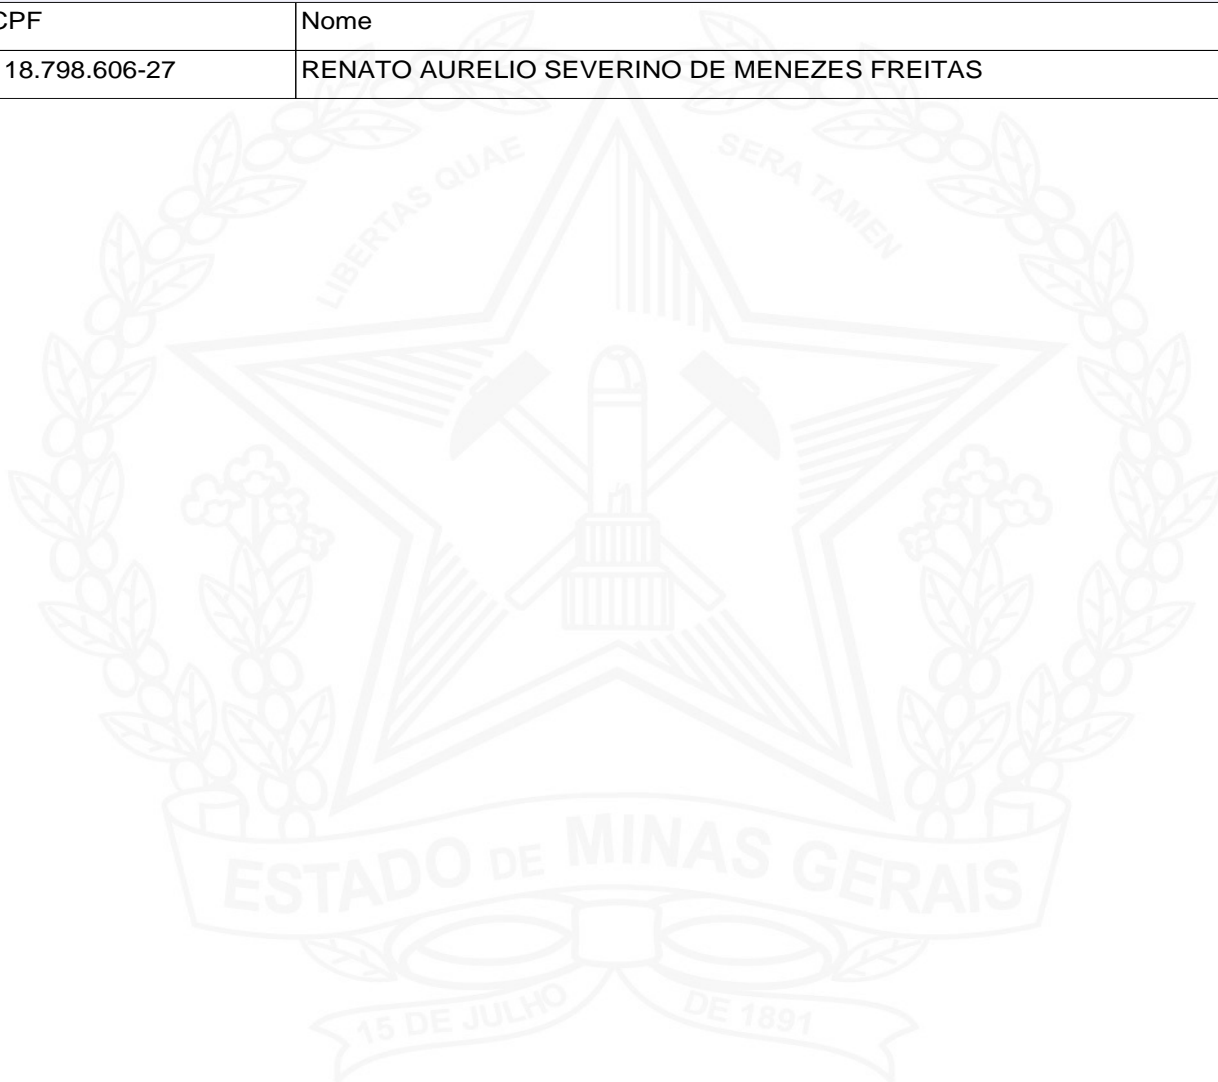 CPF Nome
18.798.606-27 RENATO AURELIO SEVERINO DE MENEZES FREITAS
LIBERTAS QUAE SERA TAMEN
ESTADO DE MINAS GERAIS
15 DE JULHO DE 1891